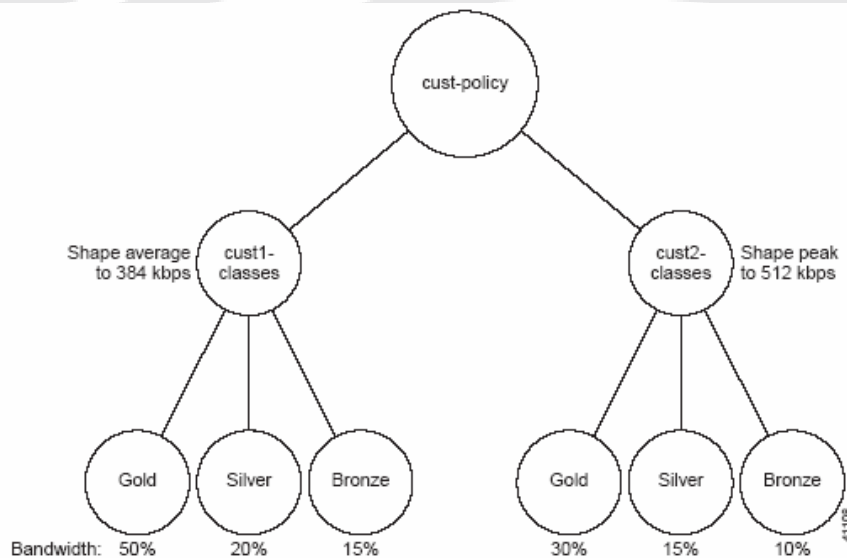 cust-policy
Shape average
to 384 kbps
cust1-
classes
cust2-
classes
Shape peak
to 512 kbps
Gold
Silver
Bronze
Gold
Silver
Bronze
Bandwidth: 50% 20% 15% 30% 15% 10%